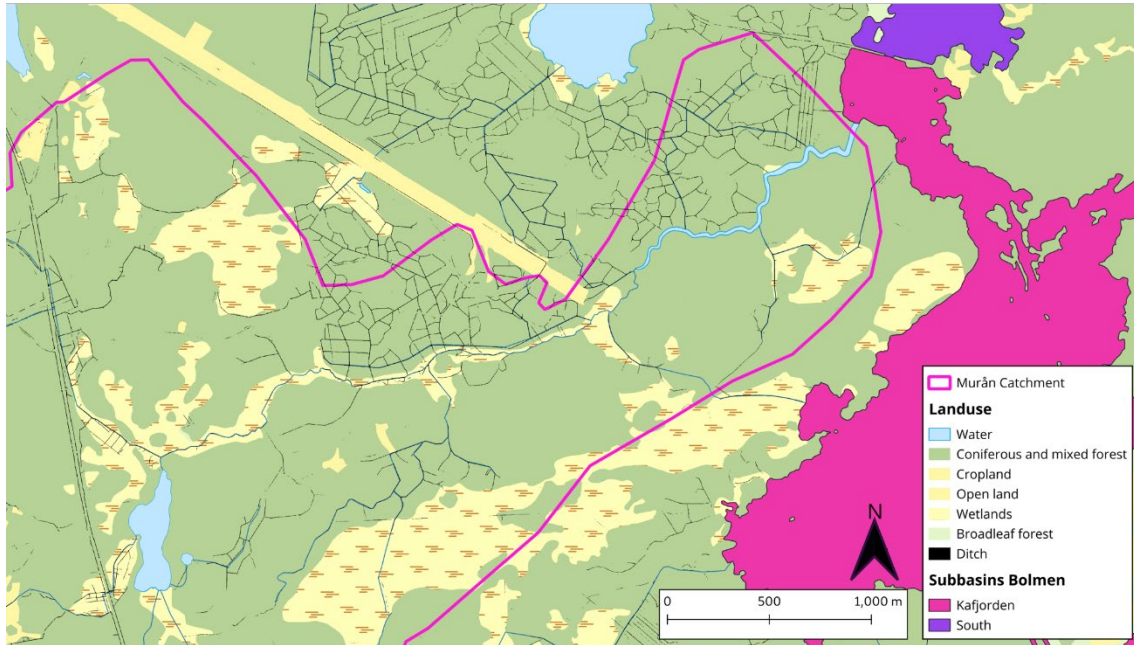 Murån Catchment
Landuse
Water
Coniferous and mixed forest
Cropland
Open land
Wetlands
Broadleaf forest
Ditch
Subbasins Bolmen
Kafjorden
South
N
0 500 1,000 m